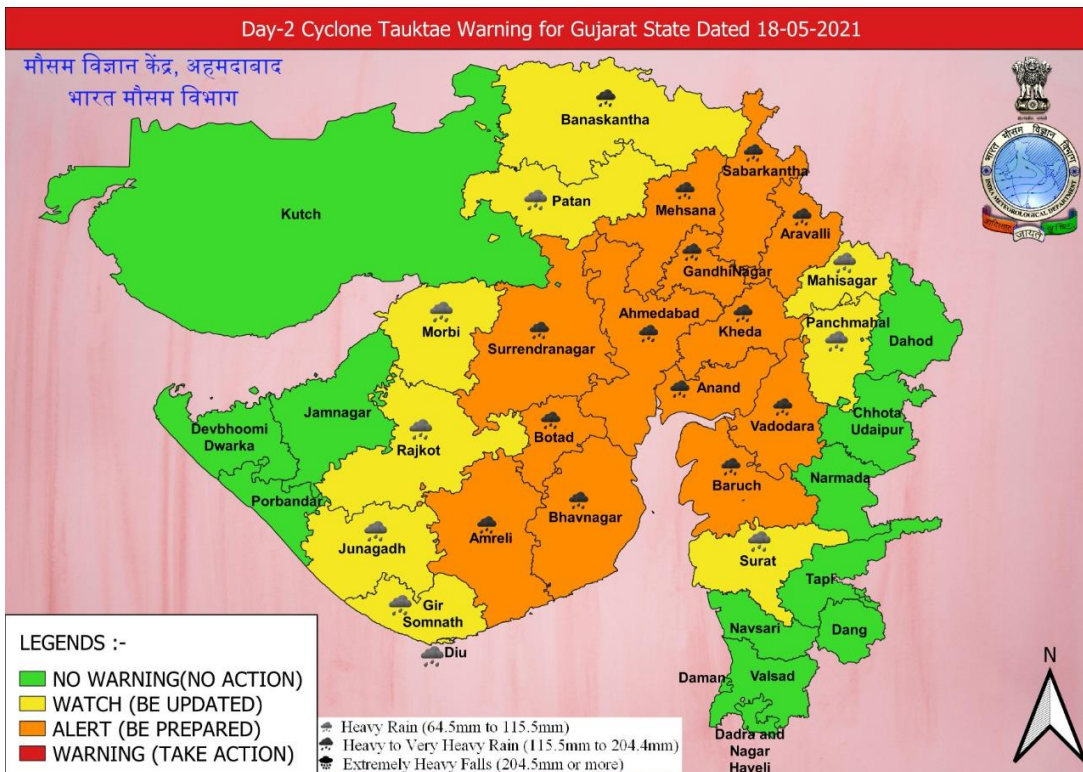 Day-2 Cyclone Tauktae Warning for Gujarat State Dated 18-05-2021
मौसम विज्ञान केंद्र, अहमदाबाद
भारत मौसम विभाग
भारत मौसम विज्ञान विभाग
INDIA METEOROLOGICAL DEPARTMENT
Banaskantha
Patan
Kutch
Sabarkantha
Mehsana
Aravalli
GandhiNagar
Mahisagar
Morbi
Surrendranagar
Ahmedabad
Kheda
Panchmahal
Dahod
Jamnagar
Devbhoomi
Dwarka
Rajkot
Botad
Anand
Vadodara
Chhota
Udaipur
Porbandar
Narmada
Baruch
Junagadh
Amreli
Bhavnagar
Surat
Tapi
Gir
Somnath
Diu
Navsari
Dang
Daman
Valsad
Dadra and
Nagar
Haveli
LEGENDS :-
NO WARNING(NO ACTION)
WATCH (BE UPDATED)
ALERT (BE PREPARED)
WARNING (TAKE ACTION)
Heavy Rain (64.5mm to 115.5mm)
Heavy to Very Heavy Rain (115.5mm to 204.4mm)
Extremely Heavy Falls (204.5mm or more)
N